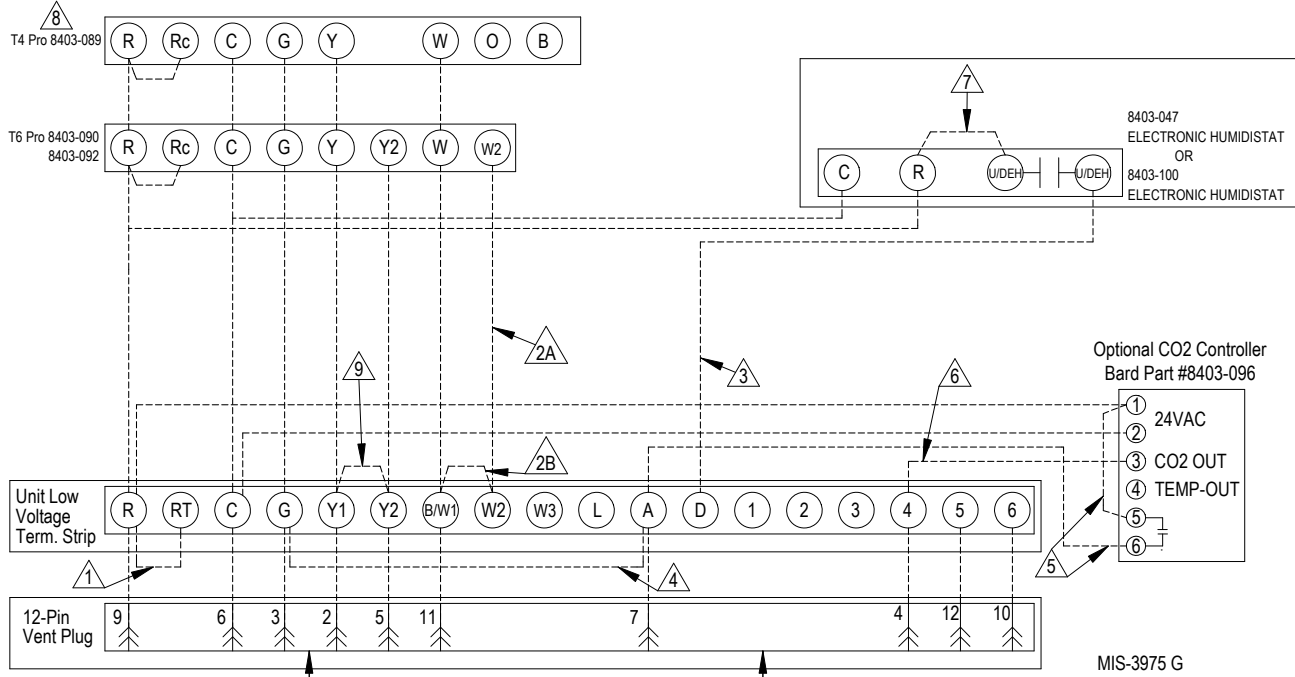 8
T4 Pro 8403-089
R Rc C G Y W O B
T6 Pro 8403-090
8403-092
R Rc C G Y Y2 W W2
7
8403-047
ELECTRONIC HUMIDISTAT
OR
8403-100
ELECTRONIC HUMIDISTAT
C R U/DEH U/DEH
2A
9
3
6
2B
Optional CO2 Controller
Bard Part #8403-096
1
24VAC
2
3 CO2 OUT
4 TEMP-OUT
5
6
5
Unit Low
Voltage
Term. Strip
R RT C G Y1 Y2 B/W1 W2 W3 L A D 1 2 3 4 5 6
1
4
12-Pin
Vent Plug
9 6 3 2 5 11 7 4 12 10
MIS-3975 G